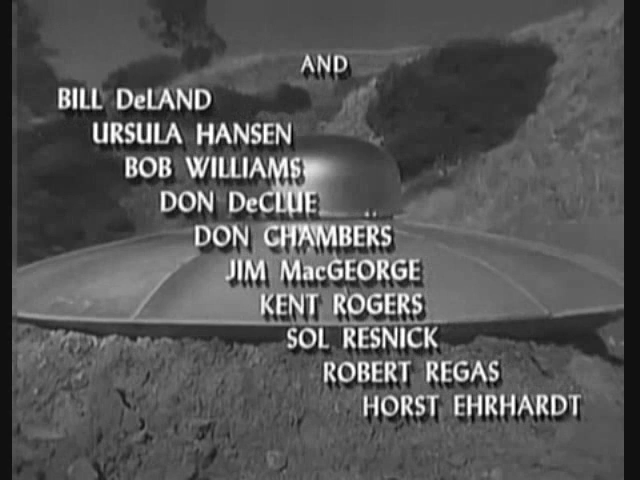 AND
BILL DeLAND
URSULA HANSEN
BOB WILLIAMS
DON DeCLUE
DON CHAMBERS
JIM MacGEORGE
KENT ROGERS
SOL RESNICK
ROBERT REGAS
HORST EHRHARDT